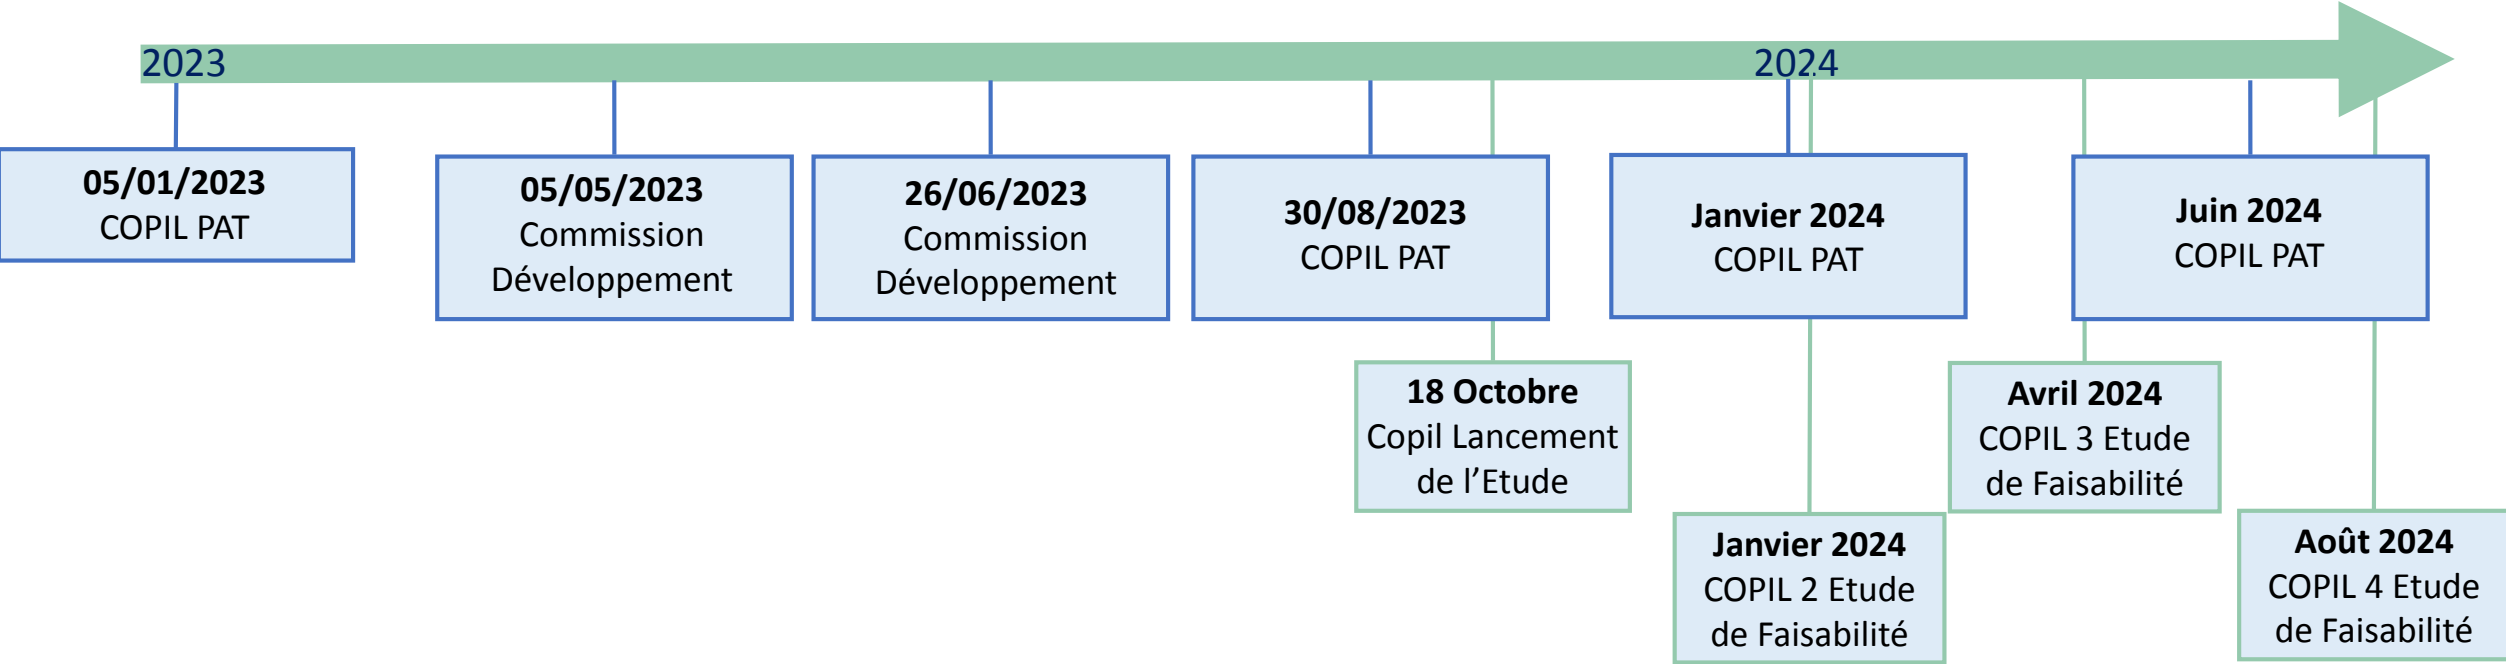 2023
2024
05/01/2023
COPIL PAT
05/05/2023
Commission
Développement
26/06/2023
Commission
Développement
30/08/2023
COPIL PAT
Janvier 2024
COPIL PAT
Juin 2024
COPIL PAT
18 Octobre
Copil Lancement
de l’Etude
Janvier 2024
COPIL 2 Etude
de Faisabilité
Avril 2024
COPIL 3 Etude
de Faisabilité
Août 2024
COPIL 4 Etude
de Faisabilité